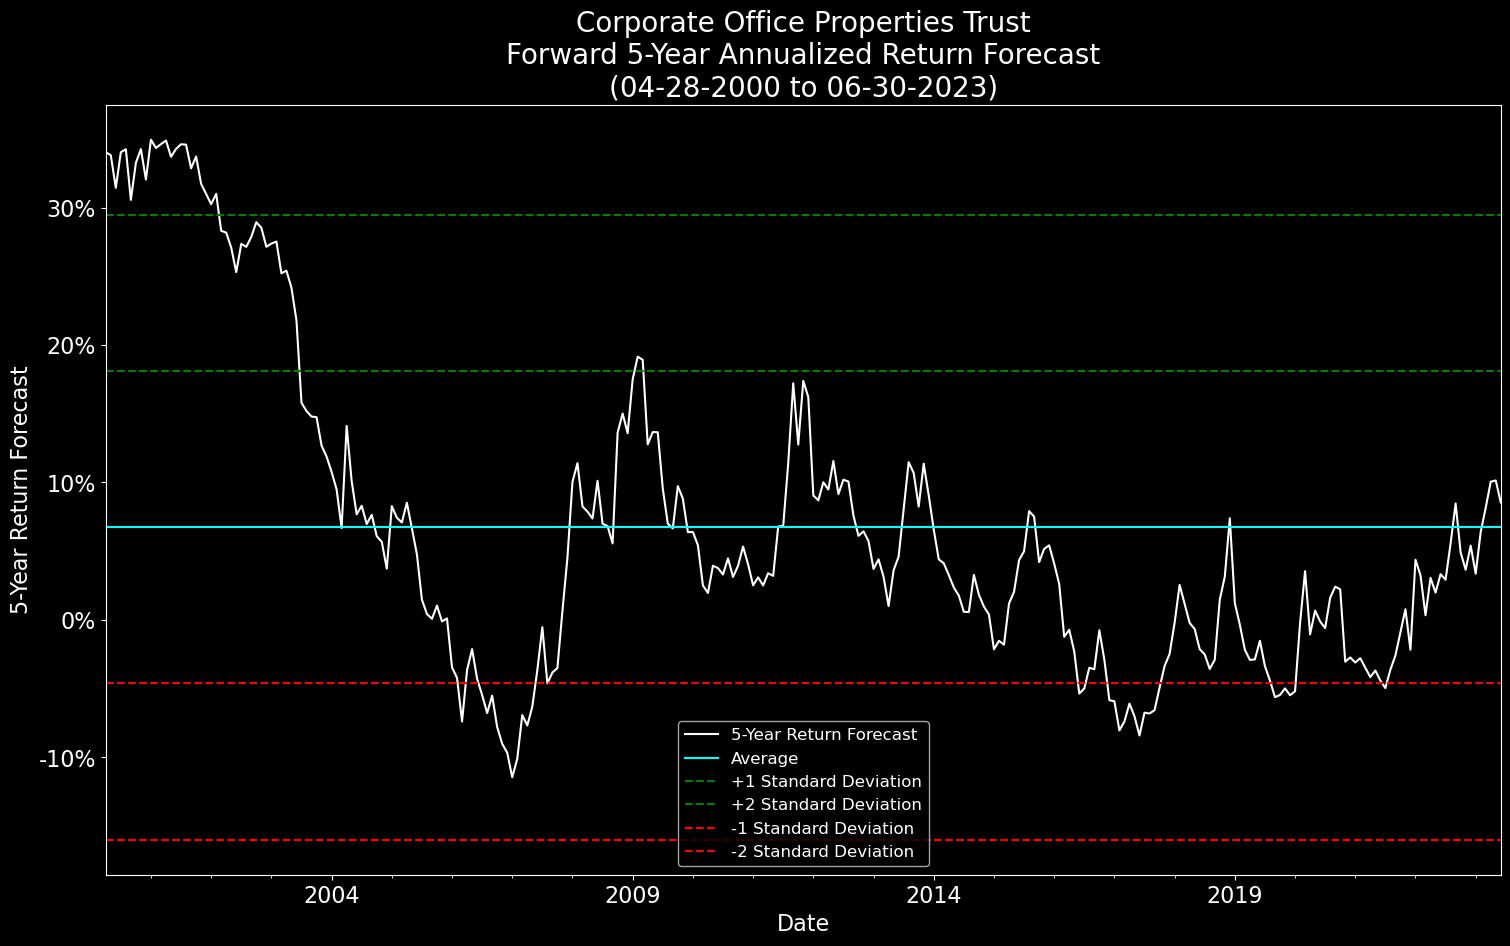 Corporate Office Properties Trust
Forward 5-Year Annualized Return Forecast
(04-28-2000 to 06-30-2023)
5-Year Return Forecast
30%
20%
10%
0%
-10%
5-Year Return Forecast
Average
+1 Standard Deviation
+2 Standard Deviation
-1 Standard Deviation
-2 Standard Deviation
2004
2009
2014
2019
Date